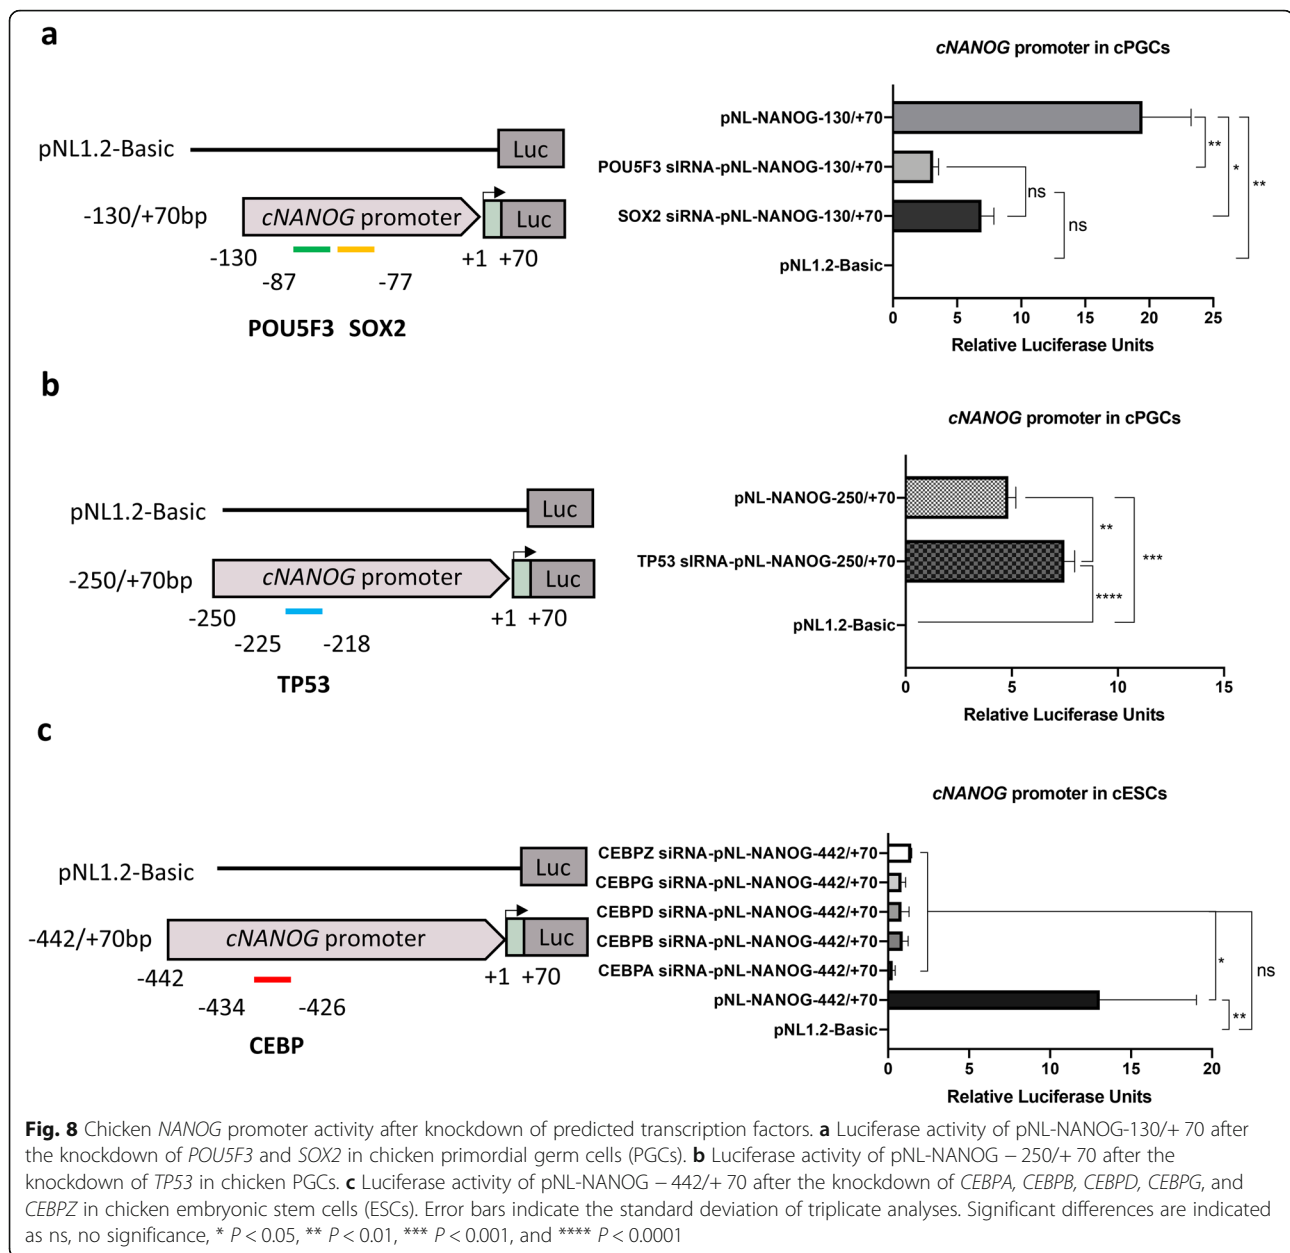 a
cNANOG promoter in cPGCs
pNL1.2-Basic
Luc
-130/+70bp
cNANOG promoter
Luc
-130
+1
+70
-87
-77
POU5F3
SOX2
pNL-NANOG-130/+70
POU5F3 sIRNA-pNL-NANOG-130/+70
SOX2 siRNA-pNL-NANOG-130/+70
pNL1.2-Basic
ns
ns
**
*
**
0
5
10
15
20
25
Relative Luciferase Units
b
cNANOG promoter in cPGCs
pNL1.2-Basic
Luc
-250/+70bp
cNANOG promoter
Luc
-250
+1
+70
-225
-218
TP53
pNL-NANOG-250/+70
TP53 sIRNA-pNL-NANOG-250/+70
pNL1.2-Basic
**
****
***
0
5
10
15
Relative Luciferase Units
c
cNANOG promoter in cESCs
pNL1.2-Basic
Luc
-442/+70bp
cNANOG promoter
Luc
-442
+1
+70
-434
-426
CEBP
CEBPZ siRNA-pNL-NANOG-442/+70
CEBPG siRNA-pNL-NANOG-442/+70
CEBPD siRNA-pNL-NANOG-442/+70
CEBPB siRNA-pNL-NANOG-442/+70
CEBPA siRNA-pNL-NANOG-442/+70
pNL-NANOG-442/+70
pNL1.2-Basic
*
**
ns
0
5
10
15
20
Relative Luciferase Units
Fig. 8 Chicken NANOG promoter activity after knockdown of predicted transcription factors. a Luciferase activity of pNL-NANOG-130/+ 70 after
the knockdown of POU5F3 and SOX2 in chicken primordial germ cells (PGCs). b Luciferase activity of pNL-NANOG − 250/+ 70 after the
knockdown of TP53 in chicken PGCs. c Luciferase activity of pNL-NANOG − 442/+ 70 after the knockdown of CEBPA, CEBPB, CEBPD, CEBPG, and
CEBPZ in chicken embryonic stem cells (ESCs). Error bars indicate the standard deviation of triplicate analyses. Significant differences are indicated
as ns, no significance, * P < 0.05, ** P < 0.01, *** P < 0.001, and **** P < 0.0001